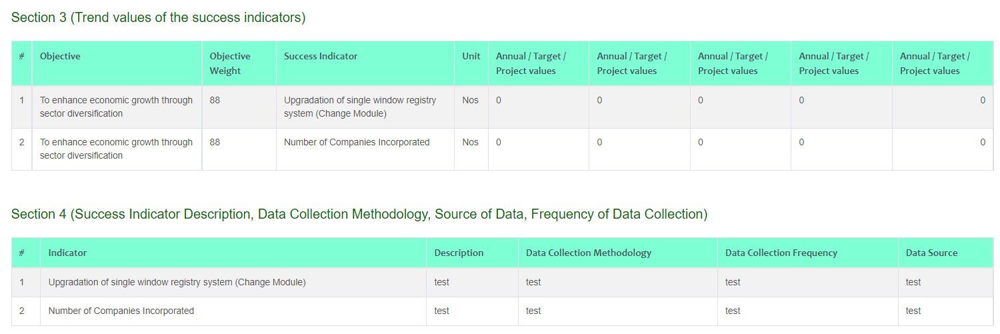 Section 3 (Trend values of the success indicators)
# Objective Objective Weight Success Indicator Unit Annual / Target / Project values Annual / Target / Project values Annual / Target / Project values Annual / Target / Project values Annual / Target / Project values
1 To enhance economic growth through sector diversification 88 Upgradation of single window registry system (Change Module) Nos 0 0 0 0 0
2 To enhance economic growth through sector diversification 88 Number of Companies Incorporated Nos 0 0 0 0 0
Section 4 (Success Indicator Description, Data Collection Methodology, Source of Data, Frequency of Data Collection)
# Indicator Description Data Collection Methodology Data Collection Frequency Data Source
1 Upgradation of single window registry system (Change Module) test test test test
2 Number of Companies Incorporated test test test test